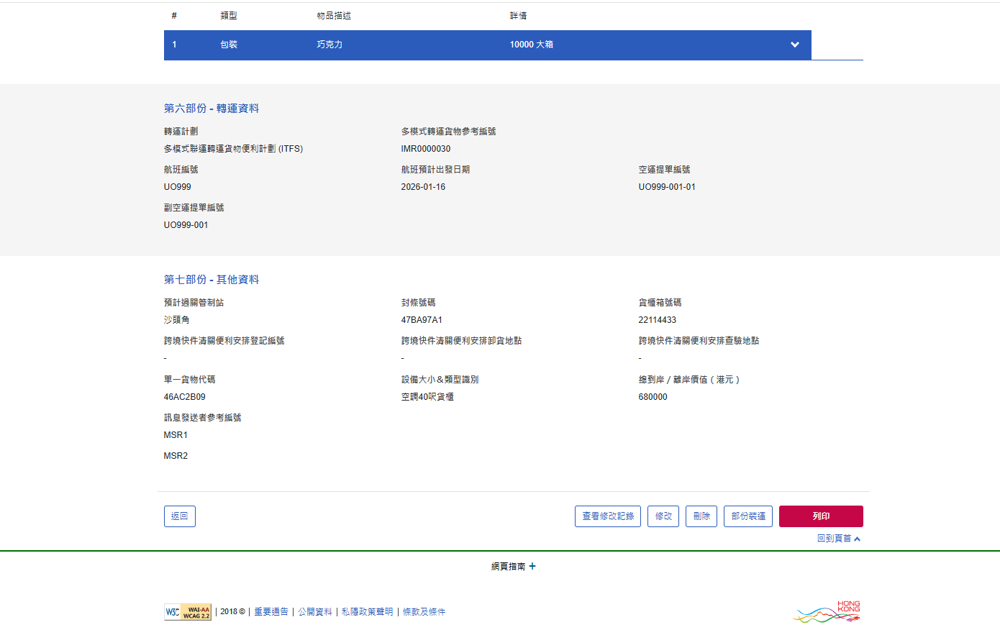 # 類型 物品描述 詳情
1 包裝 巧克力 10000 大箱
第六部份 - 轉運資料
轉運計劃 多模式轉運貨物參考編號
多模式聯運轉運貨物便利計劃 (ITFS) IMR0000030
航班編號 航班預計出發日期 空運提單編號
UO999 2026-01-16 UO999-001-01
副空運提單編號
UO999-001
第七部份 - 其他資料
預計過關管制站 封條號碼 貨櫃箱號碼
沙頭角 47BA97A1 22114433
跨境快件清關便利安排登記編號 跨境快件清關便利安排卸貨地點 跨境快件清關便利安排查驗地點
- - -
單一貨物代碼 設備大小＆類型識別 總到岸 / 離岸價值 ( 港元 )
46AC2B09 空調40呎貨櫃 680000
訊息發送者參考編號
MSR1
MSR2
返回 查看修改記錄 修改 刪除 部份裝運 列印
回到頁首
網頁指南 +
W3C WAI-AA WCAG 2.2 | 2018 © | 重要通告 | 公開資料 | 私隱政策聲明 | 條款及條件
HONG KONG